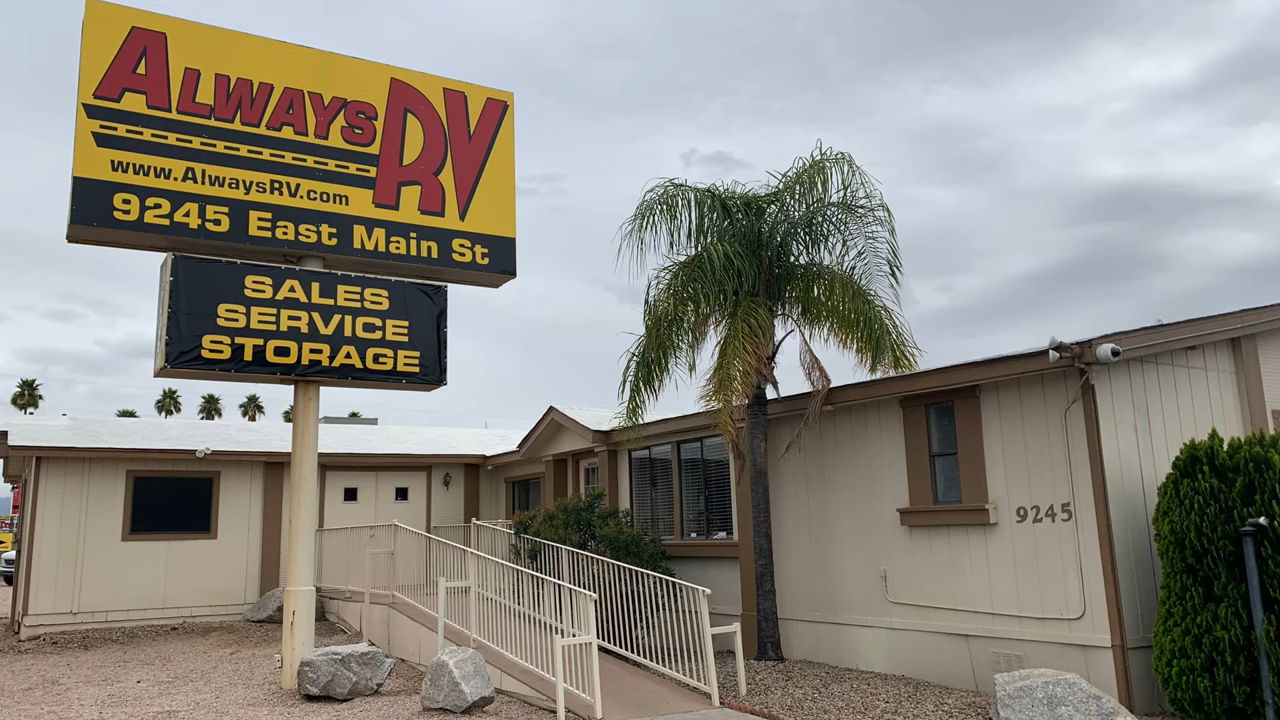 ALWAYS RV
www.AlwaysRV.com
9245 East Main St
SALES
SERVICE
STORAGE
9245